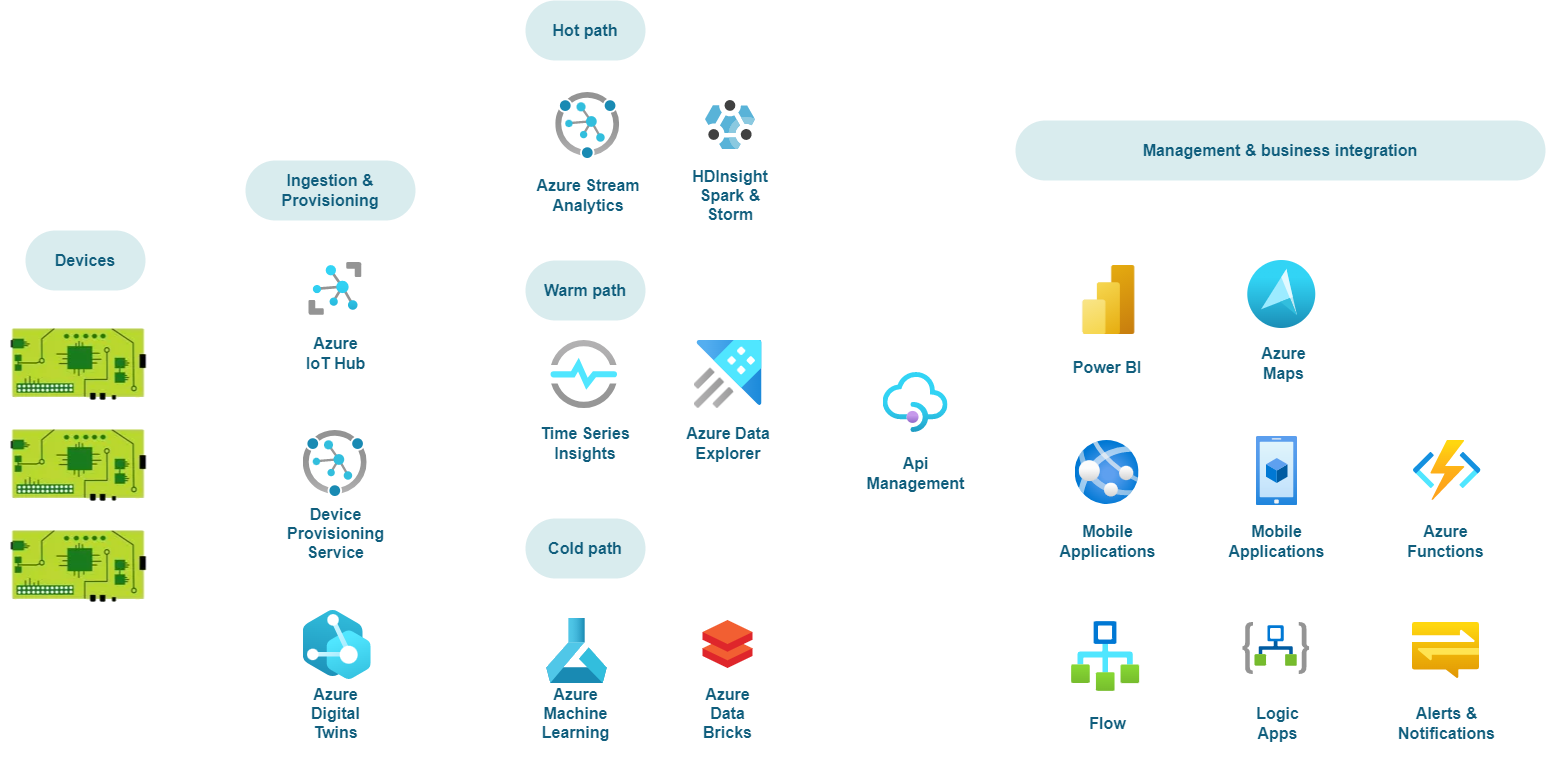 Devices
Ingestion &
Provisioning
Azure
IoT Hub
Device
Provisioning
Service
Azure
Digital
Twins
Hot path
Azure Stream
Analytics
HDInsight
Spark &
Storm
Warm path
Time Series
Insights
Azure Data
Explorer
Cold path
Azure
Machine
Learning
Azure
Data
Bricks
Api
Management
Management & business integration
Power BI
Azure
Maps
Mobile
Applications
Mobile
Applications
Azure
Functions
Flow
Logic
Apps
Alerts &
Notifications